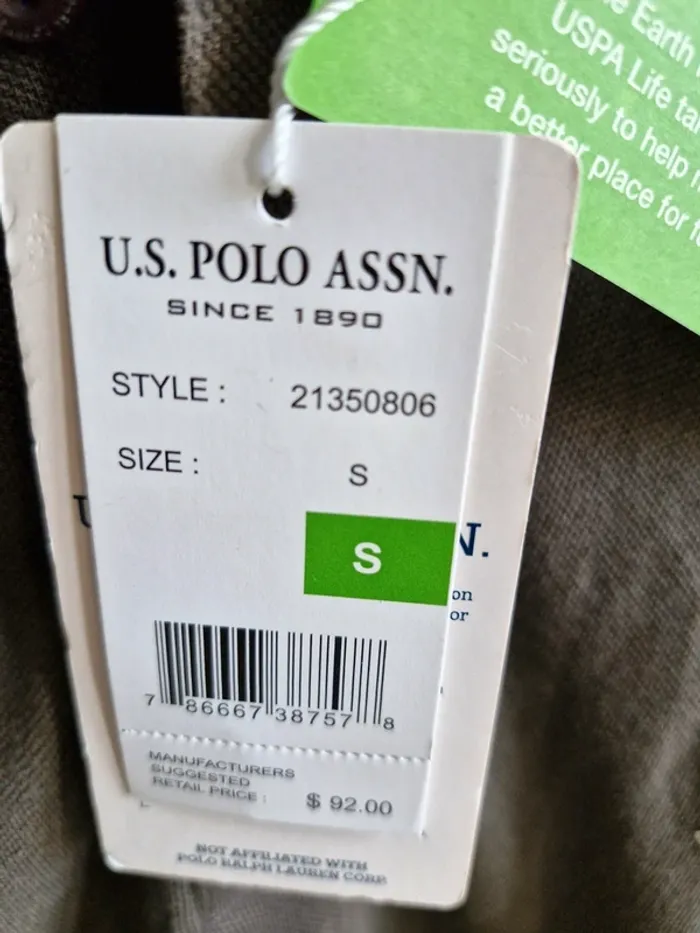 e Earth
USPA Life ta
seriously to help
a better place for f
U.S. POLO ASSN.
SINCE 1890
STYLE : 21350806
SIZE : S
S
U N.
on
or
7 86667 38757 8
MANUFACTURERS
SUGGESTED
RETAIL PRICE : $ 92.00
NOT AFFILIATED WITH
POLO RALPH LAUREN CORP.